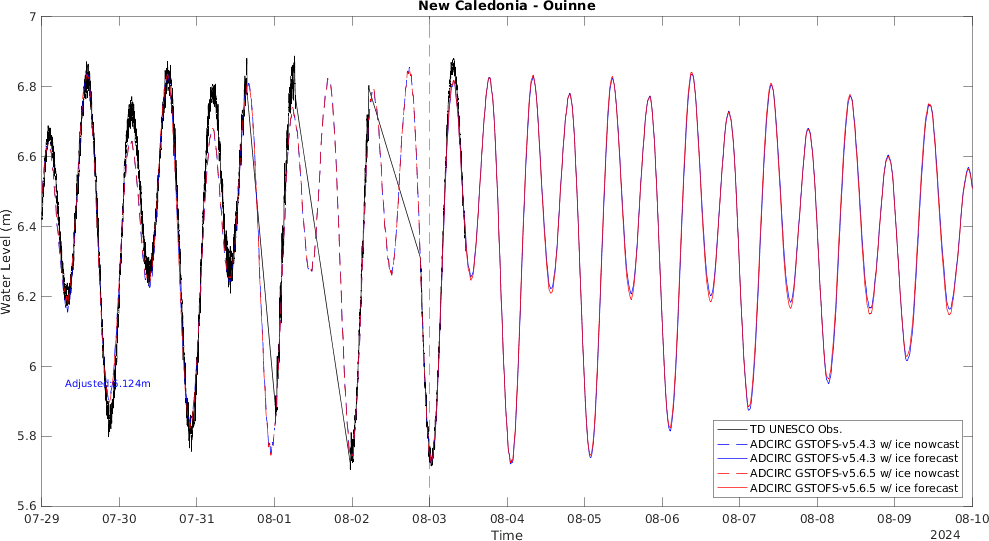 New Caledonia - Ouinne
7
6.8
6.6
6.4
6.2
6
5.8
5.6
Water Level (m)
Adjusted:6.124m
TD UNESCO Obs.
ADCIRC GSTOFS-v5.4.3 w/ ice nowcast
ADCIRC GSTOFS-v5.4.3 w/ ice forecast
ADCIRC GSTOFS-v5.6.5 w/ ice nowcast
ADCIRC GSTOFS-v5.6.5 w/ ice forecast
07-29 07-30 07-31 08-01 08-02 08-03 08-04 08-05 08-06 08-07 08-08 08-09 08-10
Time
2024